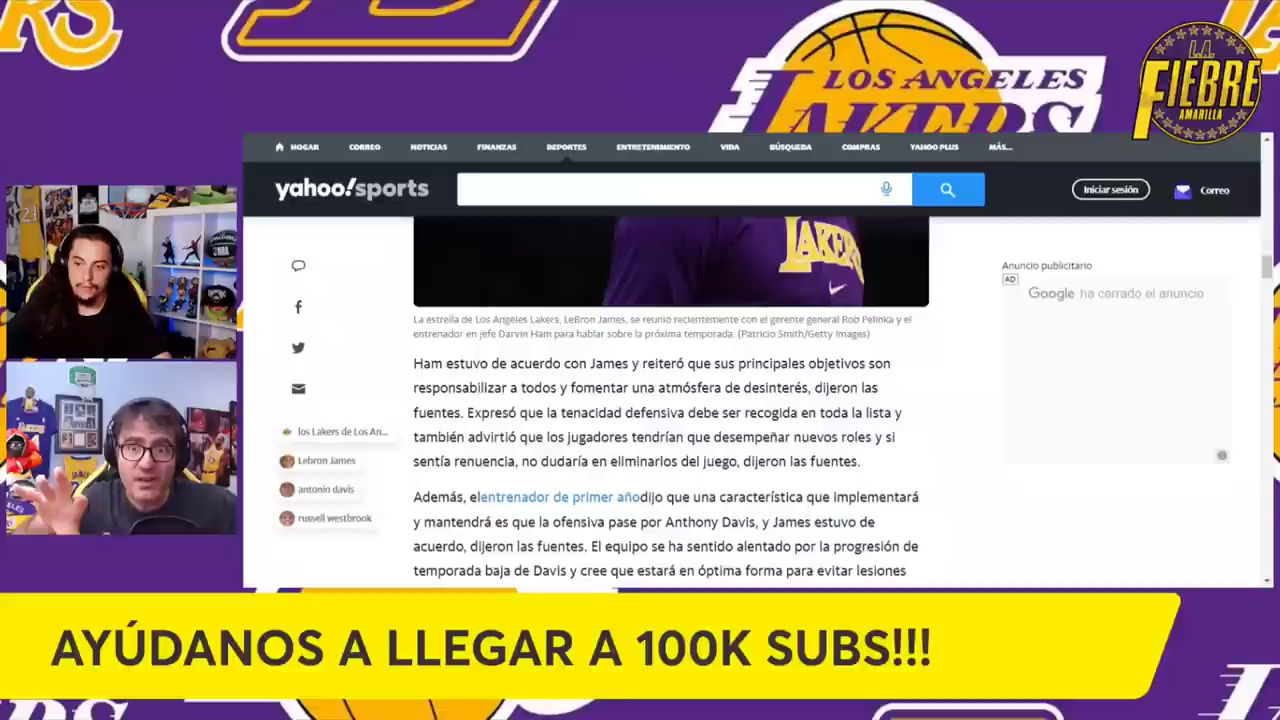 LOS ANGELES
LAKERS
L.A.
FIEBRE
AMARILLA
HOGAR CORREO NOTICIAS FINANZAS DEPORTES ENTRETENIMIENTO VIDA BÚSQUEDA COMPRAS YAHOO PLUS MÁS...
yahoo!sports
Iniciar sesión
Correo
LAKERS
Anuncio publicitario
AD
Google ha cerrado el anuncio
La estrella de Los Angeles Lakers, LeBron James, se reunió recientemente con el gerente general Rob Pelinka y el
entrenador en jefe Darvin Ham para hablar sobre la próxima temporada. (Patricio Smith/Getty Images)
Ham estuvo de acuerdo con James y reiteró que sus principales objetivos son
responsabilizar a todos y fomentar una atmósfera de desinterés, dijeron las
fuentes. Expresó que la tenacidad defensiva debe ser recogida en toda la lista y
también advirtió que los jugadores tendrían que desempeñar nuevos roles y si
sentía renuencia, no dudaría en eliminarlos del juego, dijeron las fuentes.
los Lakers de Los An...
Lebron James
antonio davis
russell westbrook
Además, elentrenador de primer añodijo que una característica que implementará
y mantendrá es que la ofensiva pase por Anthony Davis, y James estuvo de
acuerdo, dijeron las fuentes. El equipo se ha sentido alentado por la progresión de
temporada baja de Davis y cree que estará en óptima forma para evitar lesiones
AYÚDANOS A LLEGAR A 100K SUBS!!!